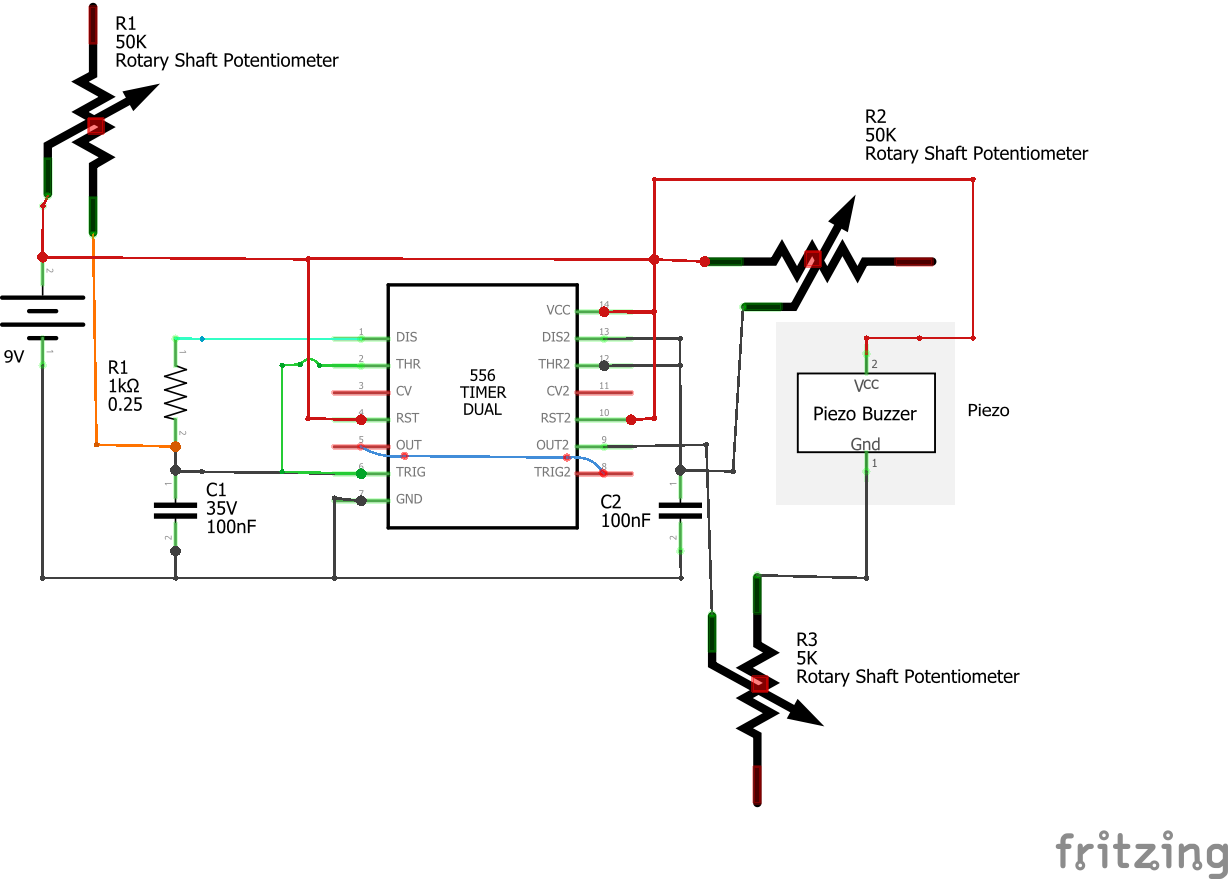 R1
50K
Rotary Shaft Potentiometer
R2
50K
Rotary Shaft Potentiometer
2
1
9V
R1
1kΩ
0.25
1
2
C1
35V
100nF
1
2
1
2
3
4
5
6
7
DIS
THR
CV
RST
OUT
TRIG
GND
556
TIMER
DUAL
VCC
DIS2
THR2
CV2
RST2
OUT2
TRIG2
14
13
12
11
10
9
8
C2
100nF
1
2
2
Vcc
Piezo Buzzer
Gnd
1
Piezo
R3
5K
Rotary Shaft Potentiometer
fritzing